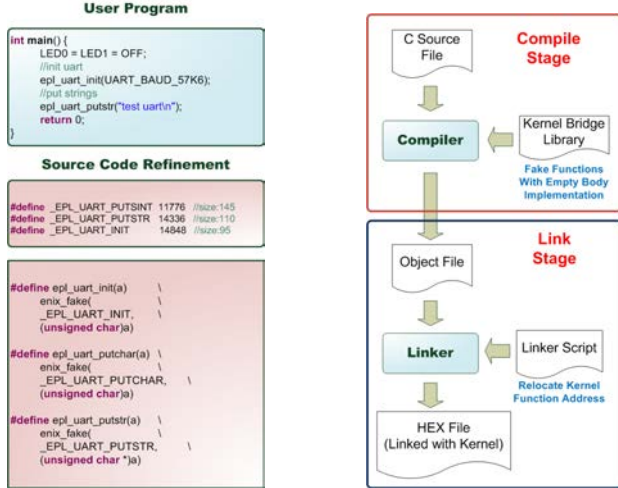 User Program
int main() {
LED0 = LED1 = OFF;
//init uart
epl_uart_init(UART_BAUD_57K6);
//put strings
epl_uart_putstr("test uart\n");
return 0;
}
Source Code Refinement
#define _EPL_UART_PUTSINT 11776 //size:145
#define _EPL_UART_PUTSTR 14336 //size:110
#define _EPL_UART_INIT 14848 //size:95
#define epl_uart_init(a) \
enix_fake( \
_EPL_UART_INIT, \
(unsigned char)a)
#define epl_uart_putchar(a) \
enix_fake( \
_EPL_UART_PUTCHAR, \
(unsigned char)a)
#define epl_uart_putstr(a) \
enix_fake( \
_EPL_UART_PUTSTR, \
(unsigned char *)a)
C Source
File
Compile
Stage
Compiler
Kernel Bridge
Library
Fake Functions
With Empty Body
Implementation
Link
Stage
Object File
Linker
Linker Script
Relocate Kernel
Function Address
HEX File
(Linked with Kernel)